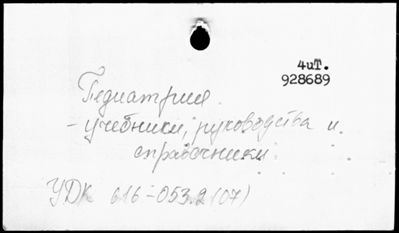 4иТ.
928689
Педиатрия.
- учебники, руководства и
справочники.
УДК 616-053.2(07)